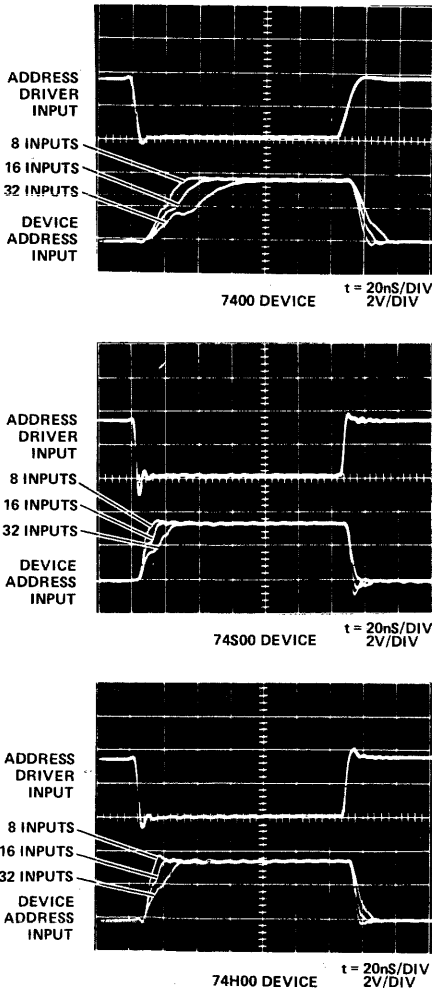 ADDRESS
DRIVER
INPUT
8 INPUTS
16 INPUTS
32 INPUTS
DEVICE
ADDRESS
INPUT
7400 DEVICE
t = 20nS/DIV
2V/DIV
ADDRESS
DRIVER
INPUT
8 INPUTS
16 INPUTS
32 INPUTS
DEVICE
ADDRESS
INPUT
74S00 DEVICE
t = 20nS/DIV
2V/DIV
ADDRESS
DRIVER
INPUT
8 INPUTS
16 INPUTS
32 INPUTS
DEVICE
ADDRESS
INPUT
74H00 DEVICE
t = 20nS/DIV
2V/DIV